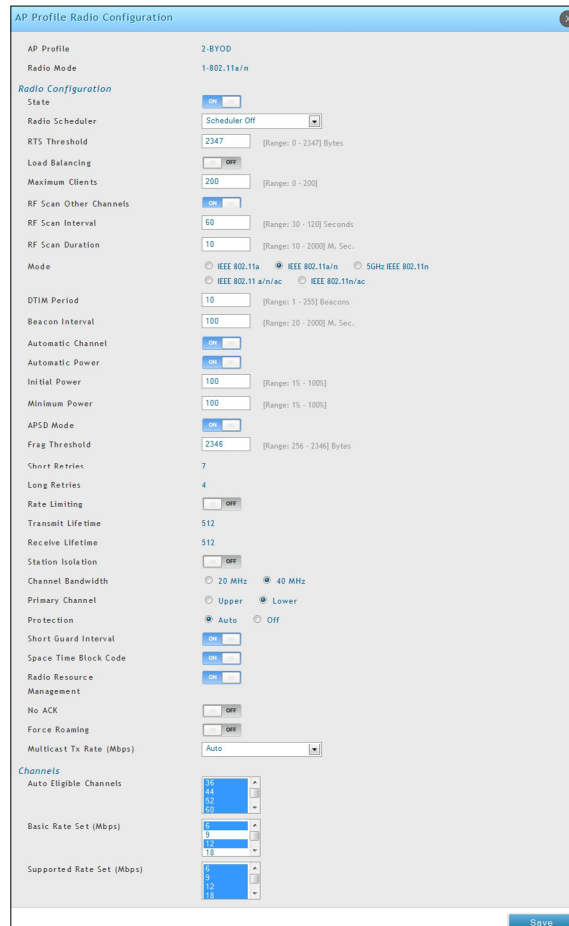 AP Profile Radio Configuration
AP Profile 2-BYOD
Radio Mode 1-802.11a/n
Radio Configuration
State ON
Radio Scheduler Scheduler Off
RTS Threshold 2347 [Range: 0 - 2347] Bytes
Load Balancing OFF
Maximum Clients 200 [Range: 0 - 200]
RF Scan Other Channels ON
RF Scan Interval 60 [Range: 30 - 120] Seconds
RF Scan Duration 10 [Range: 10 - 2000] M. Sec.
Mode IEEE 802.11a IEEE 802.11a/n 5GHz IEEE 802.11n
IEEE 802.11 a/n/ac IEEE 802.11n/ac
DTIM Period 10 [Range: 1 - 255] Beacons
Beacon Interval 100 [Range: 20 - 2000] M. Sec.
Automatic Channel ON
Automatic Power ON
Initial Power 100 [Range: 1% - 100%]
Minimum Power 100 [Range: 1% - 100%]
APSD Mode ON
Frag Threshold 2346 [Range: 256 - 2346] Bytes
Short Retries 7
Long Retries 4
Rate Limiting OFF
Transmit Lifetime 512
Receive Lifetime 512
Station Isolation OFF
Channel Bandwidth 20 MHz 40 MHz
Primary Channel Upper Lower
Protection Auto Off
Short Guard Interval ON
Space Time Block Code ON
Radio Resource ON
Management
No ACK OFF
Force Roaming OFF
Multicast Tx Rate (Mbps) Auto
Channels
Auto Eligible Channels 36
44
52
60
Basic Rate Set (Mbps) 6
9
12
18
Supported Rate Set (Mbps) 6
9
12
18
Save